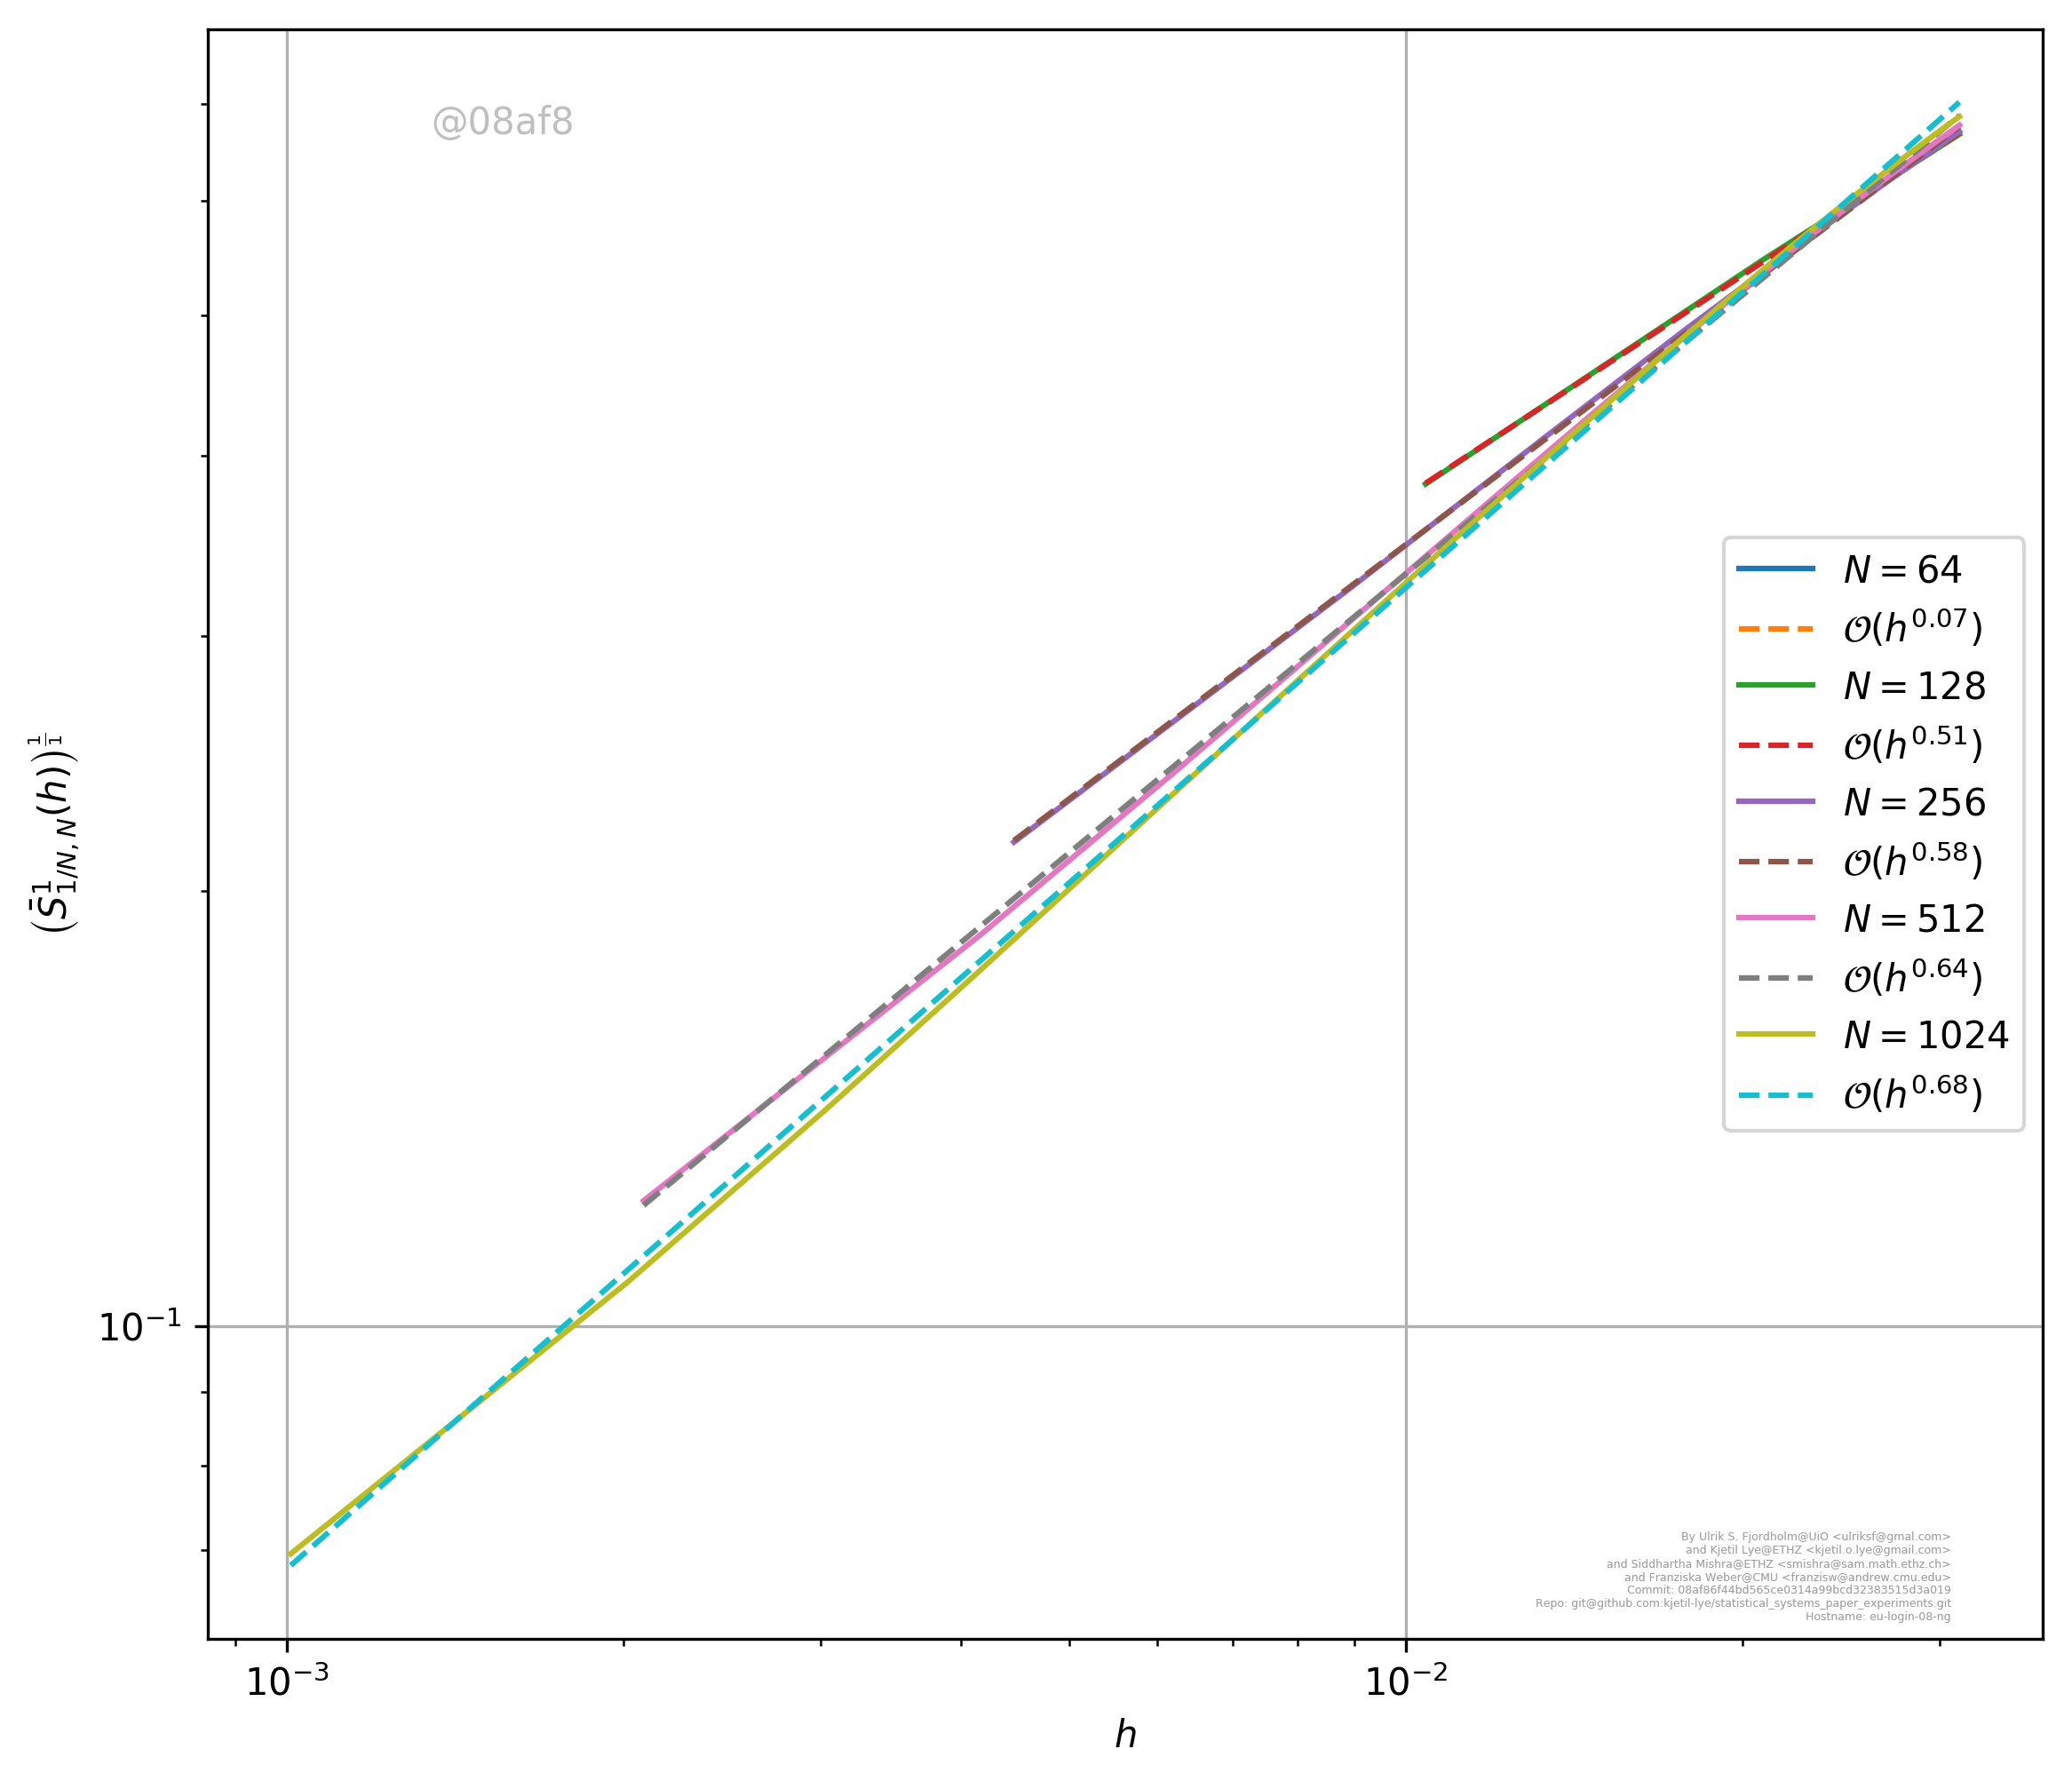 @08af8
(S̄¹₁/N, N(h))^{1/1}
10⁻¹
10⁻³
10⁻²
h
N = 64
𝒪(h^{0.07})
N = 128
𝒪(h^{0.51})
N = 256
𝒪(h^{0.58})
N = 512
𝒪(h^{0.64})
N = 1024
𝒪(h^{0.68})
By Ulrik S. Fjordholm@UiO <ulriksf@gmal.com>
and Kjetil Lye@ETHZ <kjetil.o.lye@gmail.com>
and Siddhartha Mishra@ETHZ <smishra@sam.math.ethz.ch>
and Franziska Weber@CMU <franzisw@andrew.cmu.edu>
Commit: 08af86f44bd565ce0314a99bcd32383515d3a019
Repo: git@github.com:kjetil-lye/statistical_systems_paper_experiments.git
Hostname: eu-login-08-ng